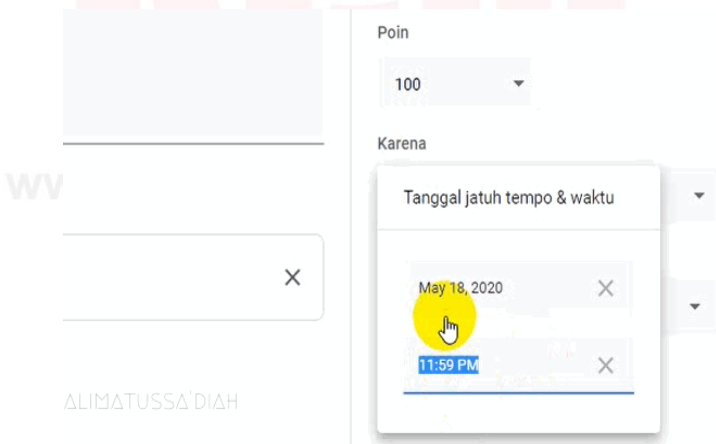 Poin
100
Karena
Tanggal jatuh tempo & waktu
May 18, 2020
11:59 PM
ALIMATUSSA'DIAH